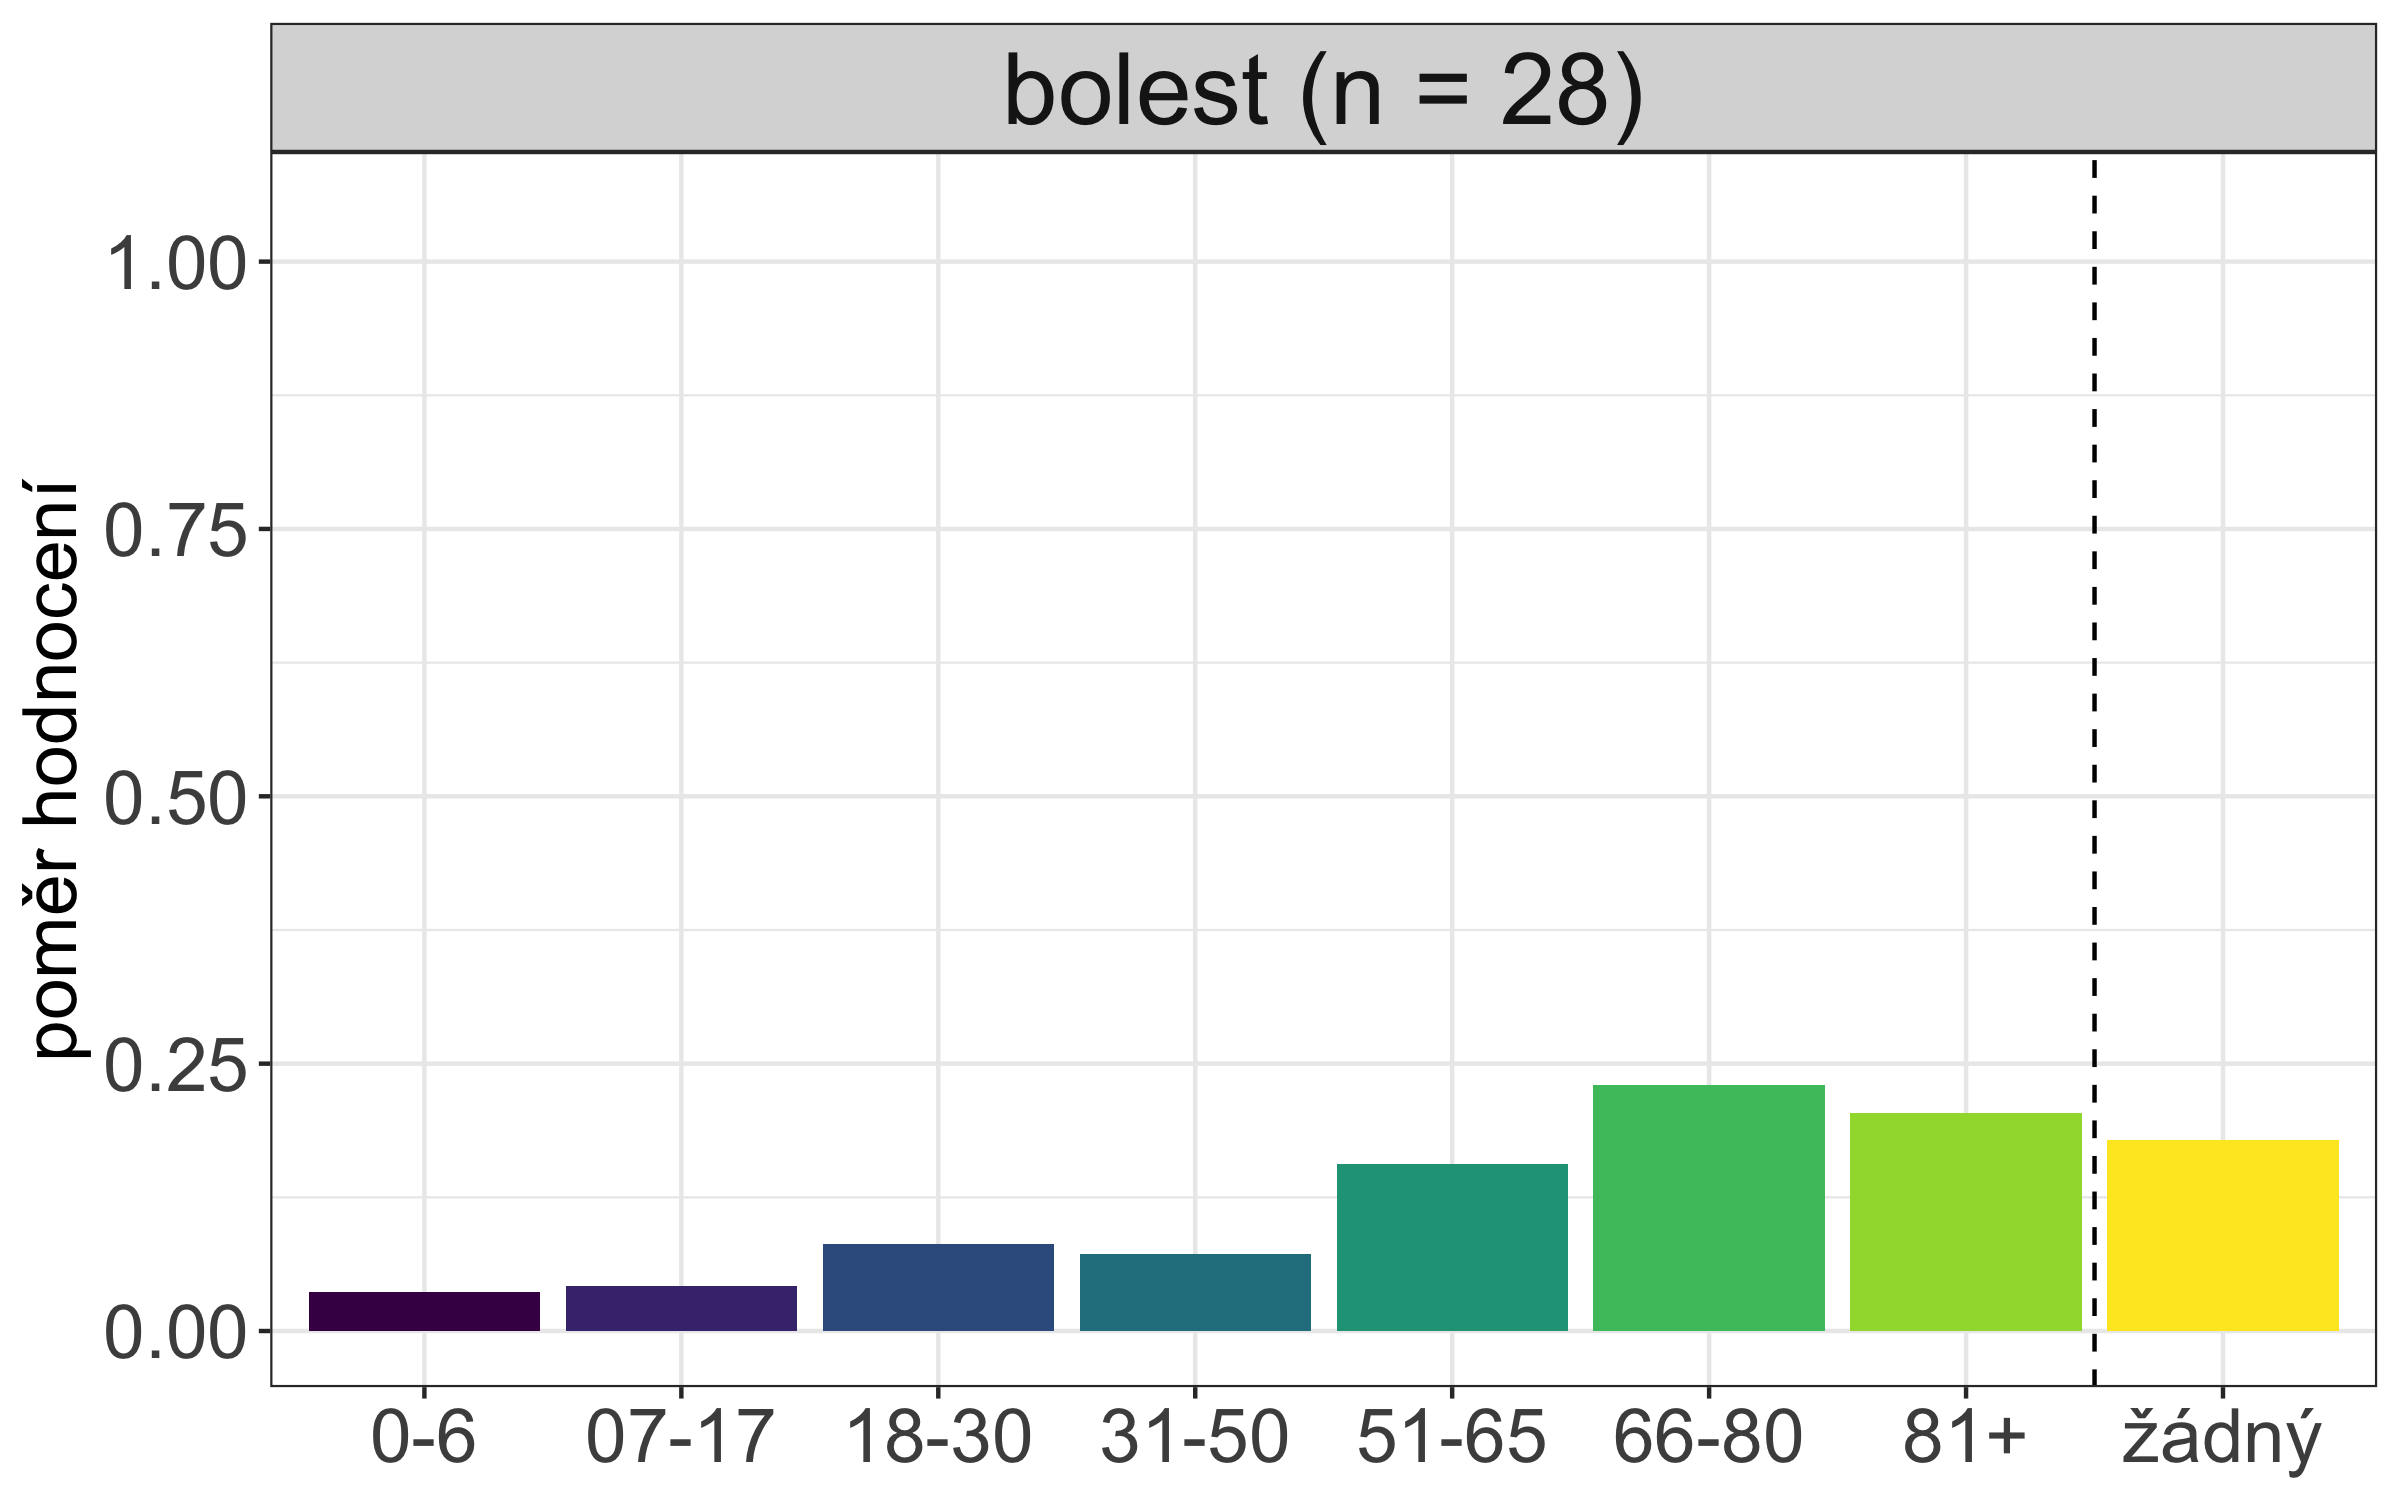 bolest (n = 28)
poměr hodnocení
1.00
0.75
0.50
0.25
0.00
0-6 07-17 18-30 31-50 51-65 66-80 81+ žádný